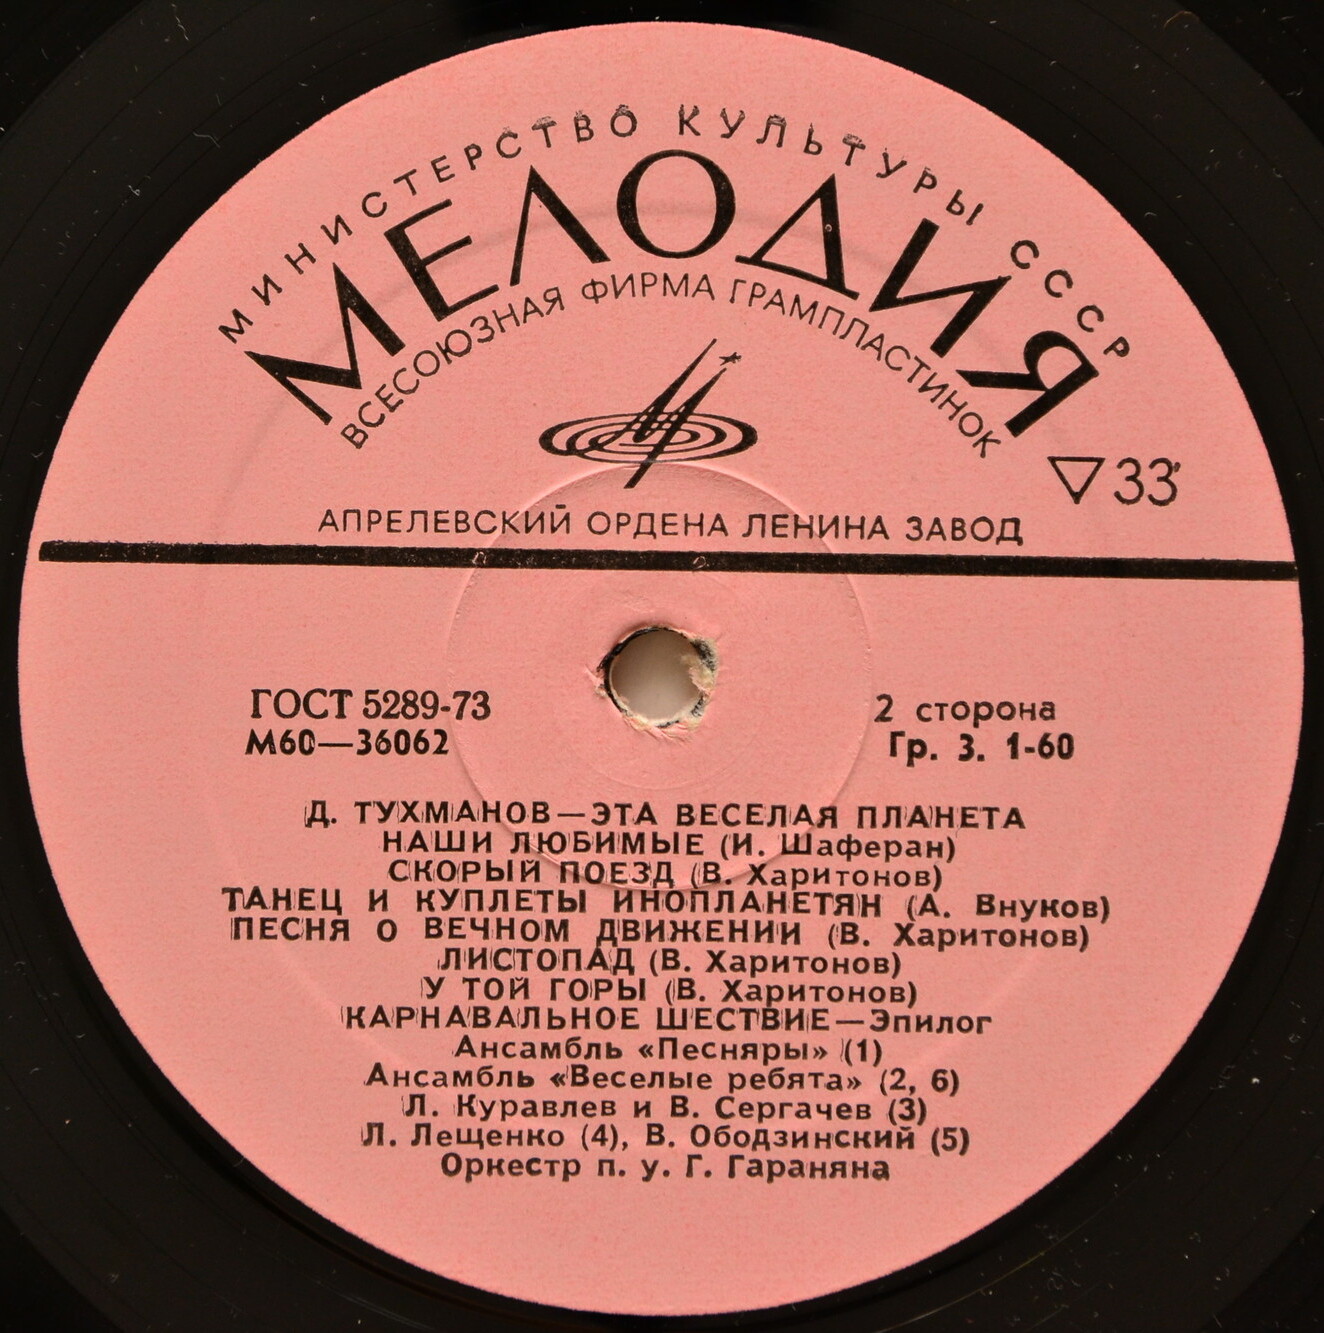 МИНИСТЕРСТВО КУЛЬТУРЫ СССР
МЕЛОДИЯ
ВСЕСОЮЗНАЯ ФИРМА ГРАМПЛАСТИНОК
▽ 33
АПРЕЛЕВСКИЙ ОРДЕНА ЛЕНИНА ЗАВОД
ГОСТ 5289-73
М60—36062
2 сторона
Гр. 3. 1-60
Д. ТУХМАНОВ—ЭТА ВЕСЕЛАЯ ПЛАНЕТА
НАШИ ЛЮБИМЫЕ (И. Шаферан)
СКОРЫЙ ПОЕЗД (В. Харитонов)
ТАНЕЦ И КУПЛЕТЫ ИНОПЛАНЕТЯН (А. Внуков)
ПЕСНЯ О ВЕЧНОМ ДВИЖЕНИИ (В. Харитонов)
ЛИСТОПАД (В. Харитонов)
У ТОЙ ГОРЫ (В. Харитонов)
КАРНАВАЛЬНОЕ ШЕСТВИЕ—Эпилог
Ансамбль «Песняры» (1)
Ансамбль «Веселые ребята» (2, 6)
Л. Куравлев и В. Сергачев (3)
Л. Лещенко (4), В. Ободзинский (5)
Оркестр п. у. Г. Гараняна